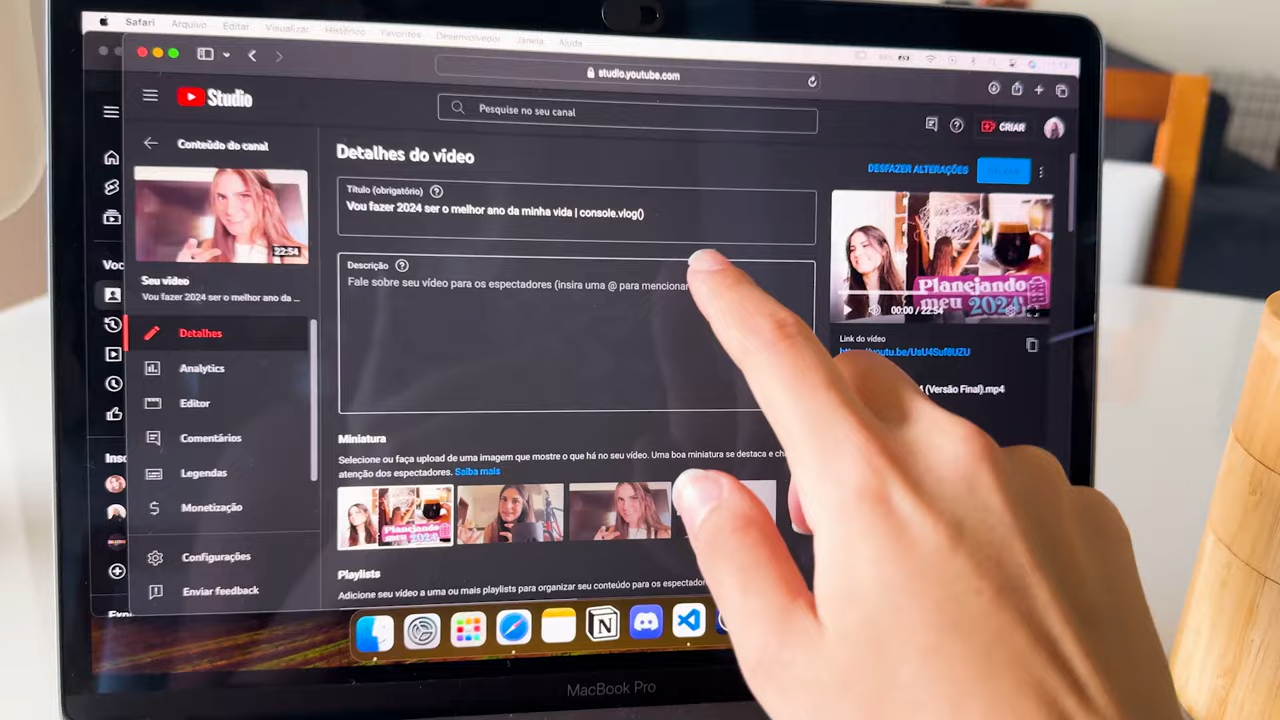 Safari Arquivo Editar Visualizar Histórico Favoritos Desenvolvedor Janela Ajuda
studio.youtube.com
Studio
Pesquise no seu canal
CRIAR
Conteúdo do canal
Detalhes do vídeo
DESFAZER ALTERAÇÕES
Título (obrigatório)
Vou fazer 2024 ser o melhor ano da minha vida | console.vlog()
22:54
Descrição
Fale sobre seu vídeo para os espectadores (insira uma @ para mencionar
Planejando
meu 2024
00:00 / 22:54
Seu vídeo
Vou fazer 2024 ser o melhor ano da ...
Link do vídeo
youtu.be/UsU4Suf8UZU
(Versão Final).mp4
Detalhes
Analytics
Editor
Comentários
Legendas
Monetização
Configurações
Enviar feedback
Voc
Insc
Exp
Miniatura
Selecione ou faça upload de uma imagem que mostre o que há no seu vídeo. Uma boa miniatura se destaca e
atenção dos espectadores. Saiba mais
Planejando
meu 2024
Playlists
Adicione seu vídeo a uma ou mais playlists para organizar seu conteúdo para os espectador
MacBook Pro